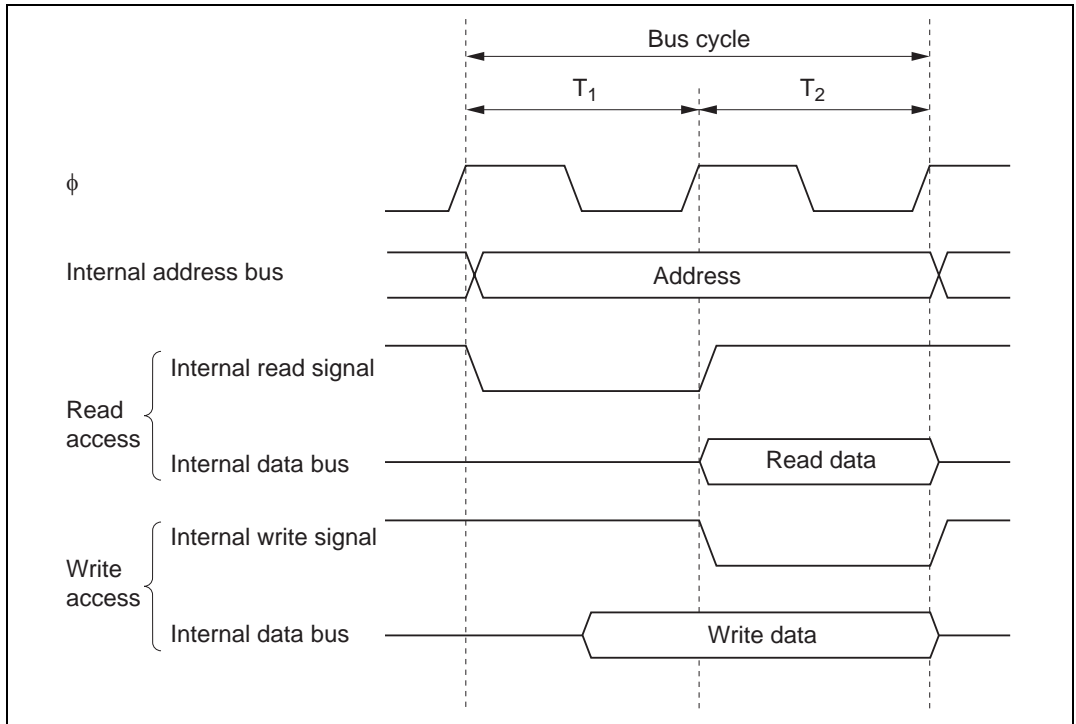 Bus cycle
T1 T2
ϕ
Internal address bus Address
Internal read signal
Read
access
Internal data bus Read data
Internal write signal
Write
access
Internal data bus Write data